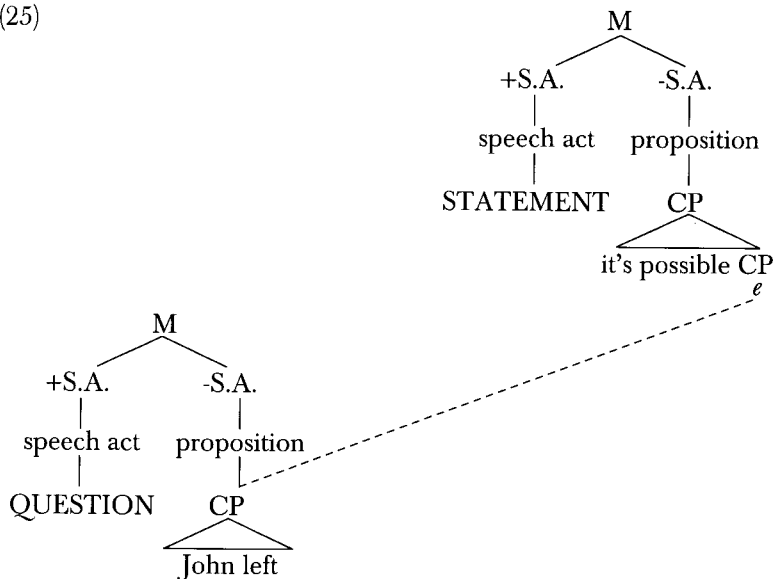 (25)
M
+S.A. -S.A.
speech act proposition
STATEMENT CP
it's possible CP
e
M
+S.A. -S.A.
speech act proposition
QUESTION CP
John left